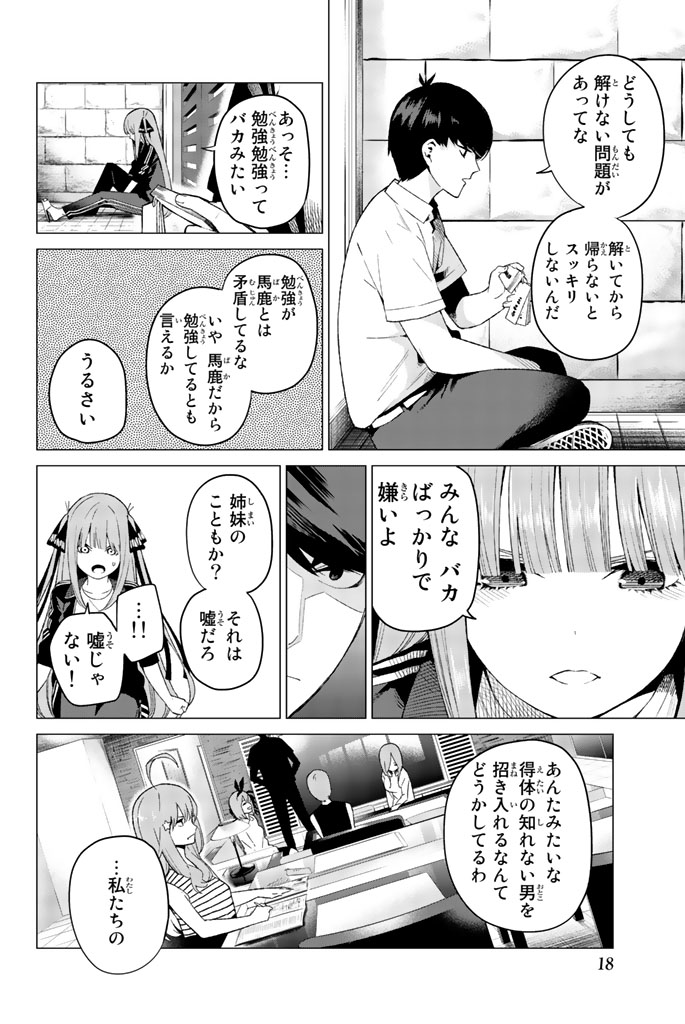 どうしても
解けない問題が
あってな
解いてから
帰らないと
スッキリ
しないんだ
あっそ…
勉強勉強って
バカみたい
勉強が
馬鹿とは
矛盾してるな
いや 馬鹿だから
勉強してるとも
言えるか
うるさい
みんな バカ
ばっかりで
嫌いよ
姉妹の
こともか?
それは
嘘だろ
…!!
嘘じゃ
ない!
あんたみたいな
得体の知れない男を
招き入れるなんて
どうかしてるわ
…私たちの
18